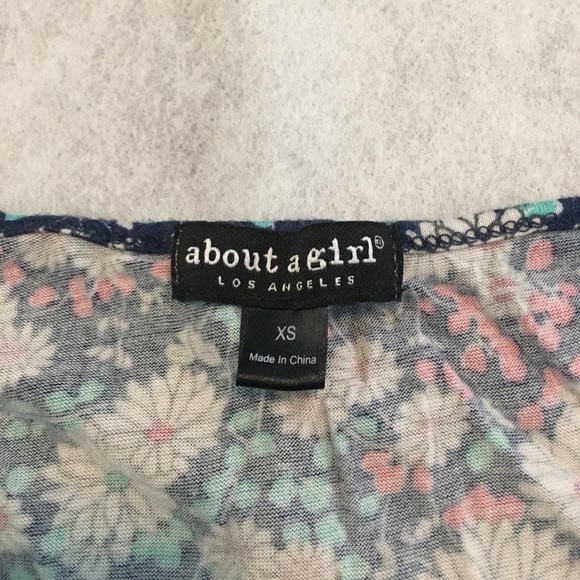 about a girl®
LOS ANGELES
XS
Made In China